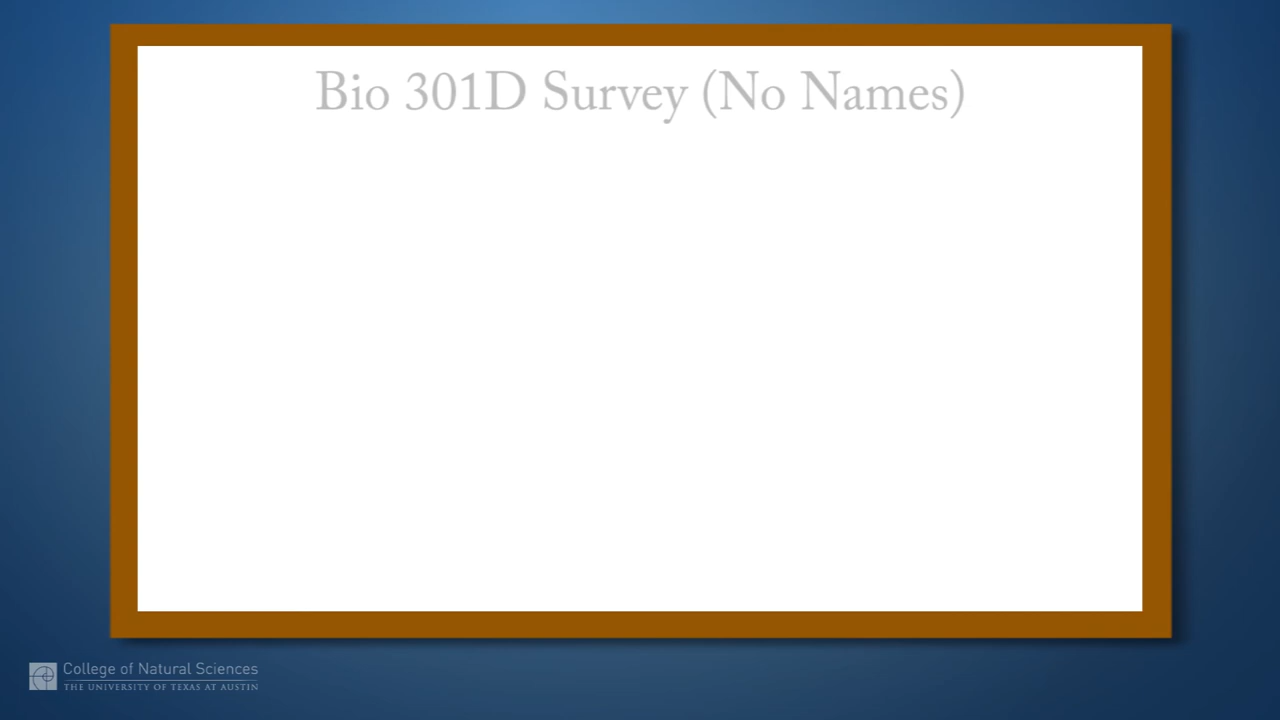 Bio 301D Survey (No Names)
College of Natural Sciences
THE UNIVERSITY OF TEXAS AT AUSTIN